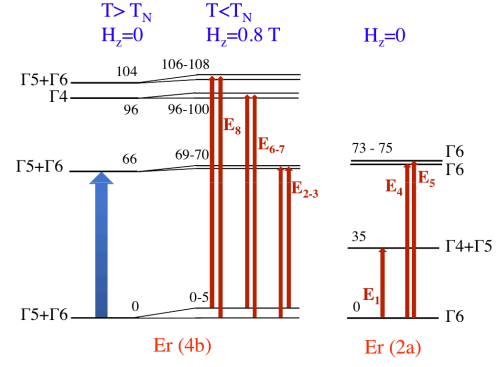 T> T_N T<T_N
H_z=0 H_z=0.8 T H_z=0
104 106-108
Γ5+Γ6
Γ4
96 96-100
E_8
E_6-7
Γ5+Γ6 66 69-70
E_2-3
73 - 75 Γ6
Γ6
E_4 E_5
35 Γ4+Γ5
E_1
Γ5+Γ6 0 0-5
0 Γ6
Er (4b) Er (2a)